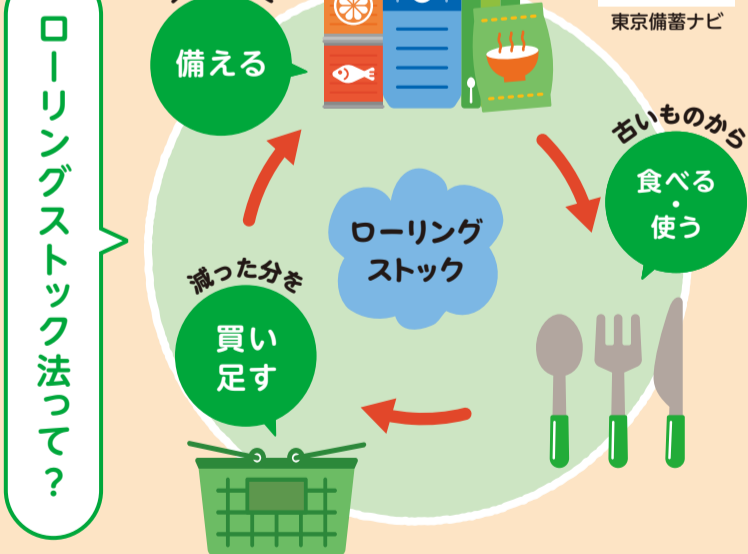 ローリングストック法って?
東京備蓄ナビ
備える
古いものから
食べる
・
使う
ローリング
ストック
減った分を
買い
足す